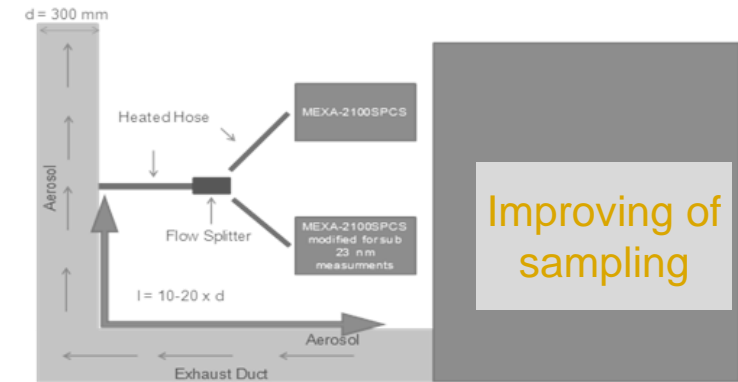 d = 300 mm
Heated Hose
MEXA-2100SPCS
Aerosol
Flow Splitter
MEXA-2100SPCS
modified for sub
23 nm
measurments
l = 10-20 x d
Aerosol
Exhaust Duct
Improving of
sampling